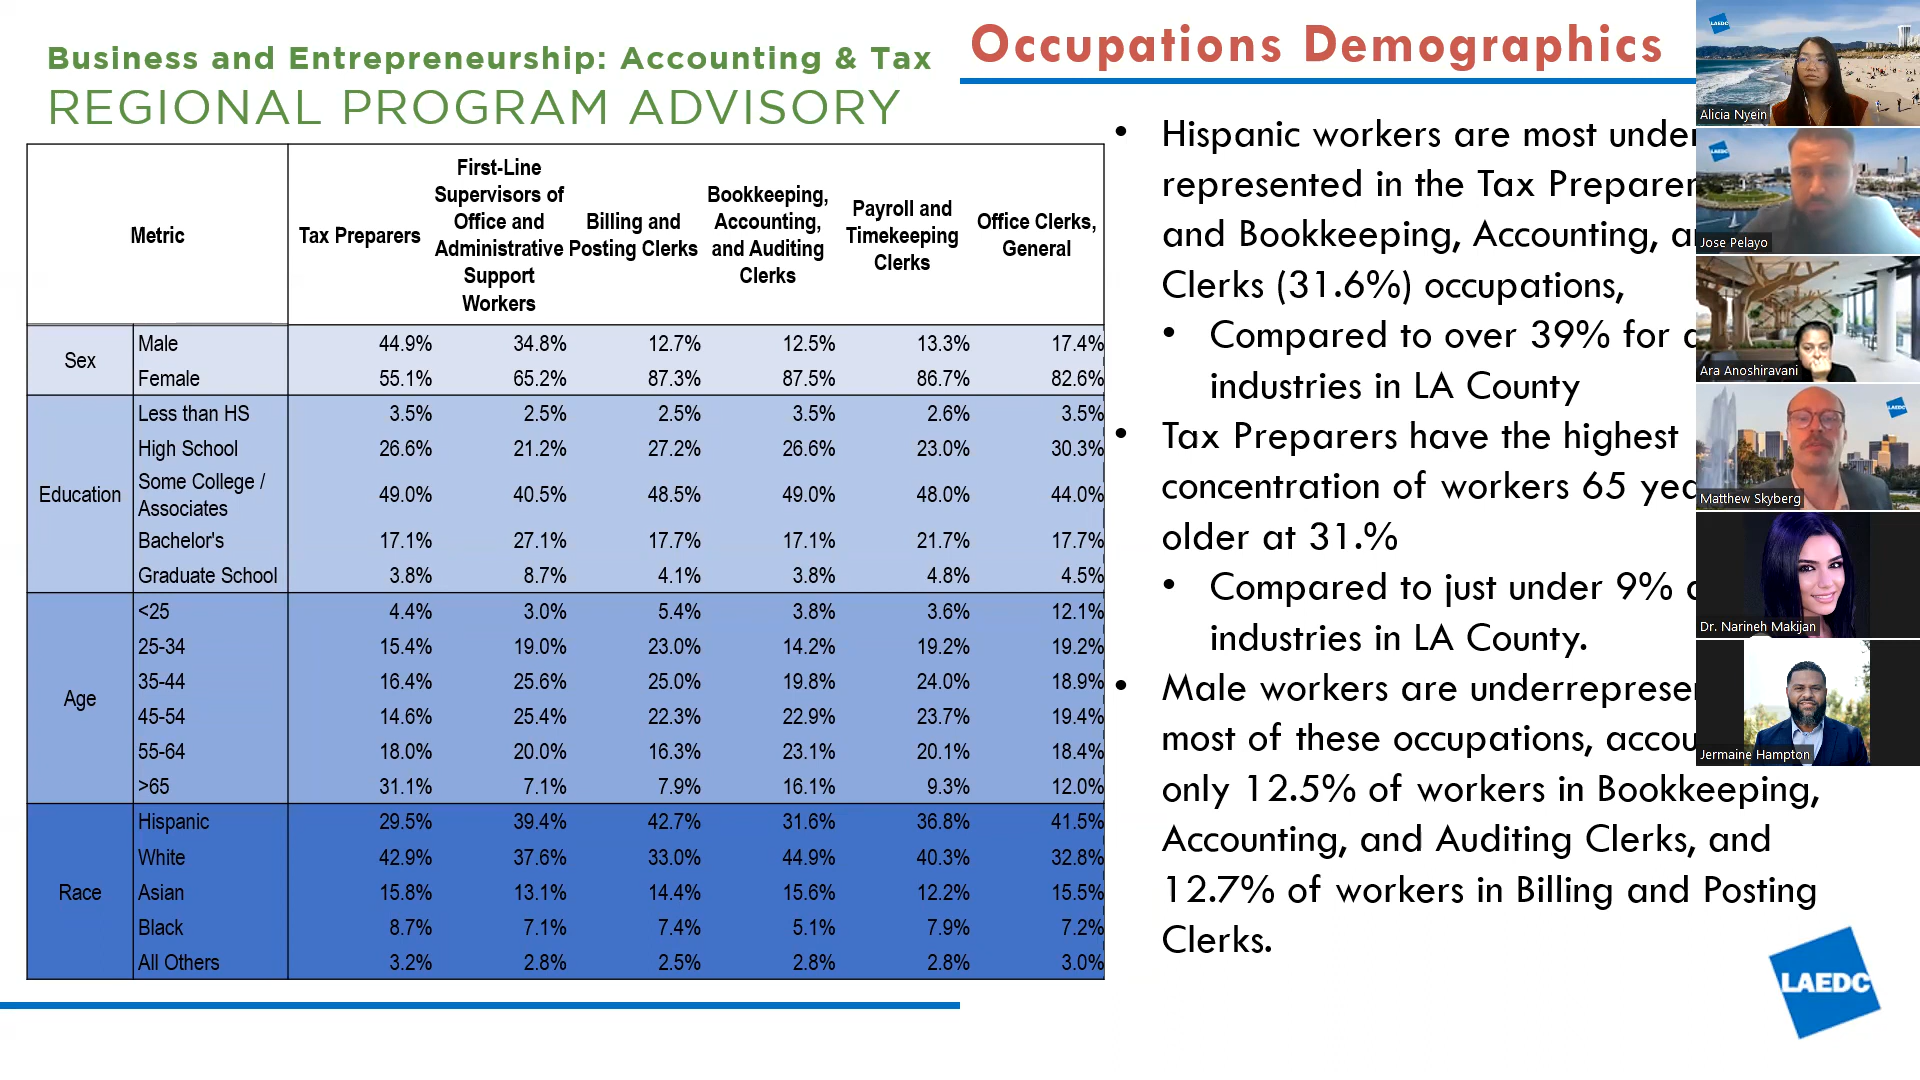 Business and Entrepreneurship: Accounting & Tax
REGIONAL PROGRAM ADVISORY
Occupations Demographics
Metric
Tax Preparers
First-Line Supervisors of Office and Administrative Support Workers
Billing and Posting Clerks
Bookkeeping, Accounting, and Auditing Clerks
Payroll and Timekeeping Clerks
Office Clerks, General
Sex
Male 44.9% 34.8% 12.7% 12.5% 13.3% 17.4%
Female 55.1% 65.2% 87.3% 87.5% 86.7% 82.6%
Education
Less than HS 3.5% 2.5% 2.5% 3.5% 2.6% 3.5%
High School 26.6% 21.2% 27.2% 26.6% 23.0% 30.3%
Some College / Associates 49.0% 40.5% 48.5% 49.0% 48.0% 44.0%
Bachelor's 17.1% 27.1% 17.7% 17.1% 21.7% 17.7%
Graduate School 3.8% 8.7% 4.1% 3.8% 4.8% 4.5%
Age
<25 4.4% 3.0% 5.4% 3.8% 3.6% 12.1%
25-34 15.4% 19.0% 23.0% 14.2% 19.2% 19.2%
35-44 16.4% 25.6% 25.0% 19.8% 24.0% 18.9%
45-54 14.6% 25.4% 22.3% 22.9% 23.7% 19.4%
55-64 18.0% 20.0% 16.3% 23.1% 20.1% 18.4%
>65 31.1% 7.1% 7.9% 16.1% 9.3% 12.0%
Race
Hispanic 29.5% 39.4% 42.7% 31.6% 36.8% 41.5%
White 42.9% 37.6% 33.0% 44.9% 40.3% 32.8%
Asian 15.8% 13.1% 14.4% 15.6% 12.2% 15.5%
Black 8.7% 7.1% 7.4% 5.1% 7.9% 7.2%
All Others 3.2% 2.8% 2.5% 2.8% 2.8% 3.0%
• Hispanic workers are most under
represented in the Tax Preparer
and Bookkeeping, Accounting,
Clerks (31.6%) occupations,
• Compared to over 39% for
industries in LA County
• Tax Preparers have the highest
concentration of workers 65
older at 31.%
• Compared to just under 9%
industries in LA County.
• Male workers are
most of these occupations,
only 12.5% of workers in Bookkeeping,
Accounting, and Auditing Clerks, and
12.7% of workers in Billing and Posting
Clerks.
LAEDC
Alicia Nyein
LAEDC
Jose Pelayo
Ara Anoshiravani
LAEDC
Matthew Skyberg
Dr. Narineh Makijan
Jermaine Hampton
LAEDC